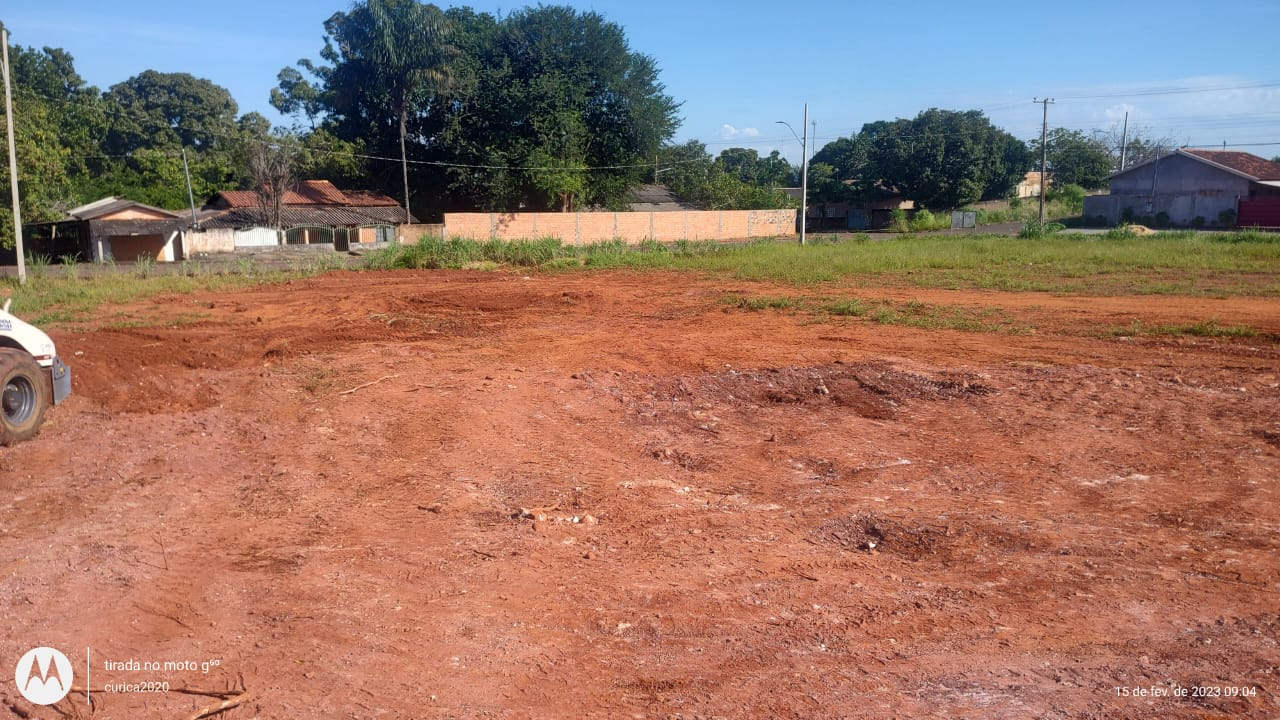 tirada no moto g⁶⁰
curica2020
15 de fev. de 2023 09:04